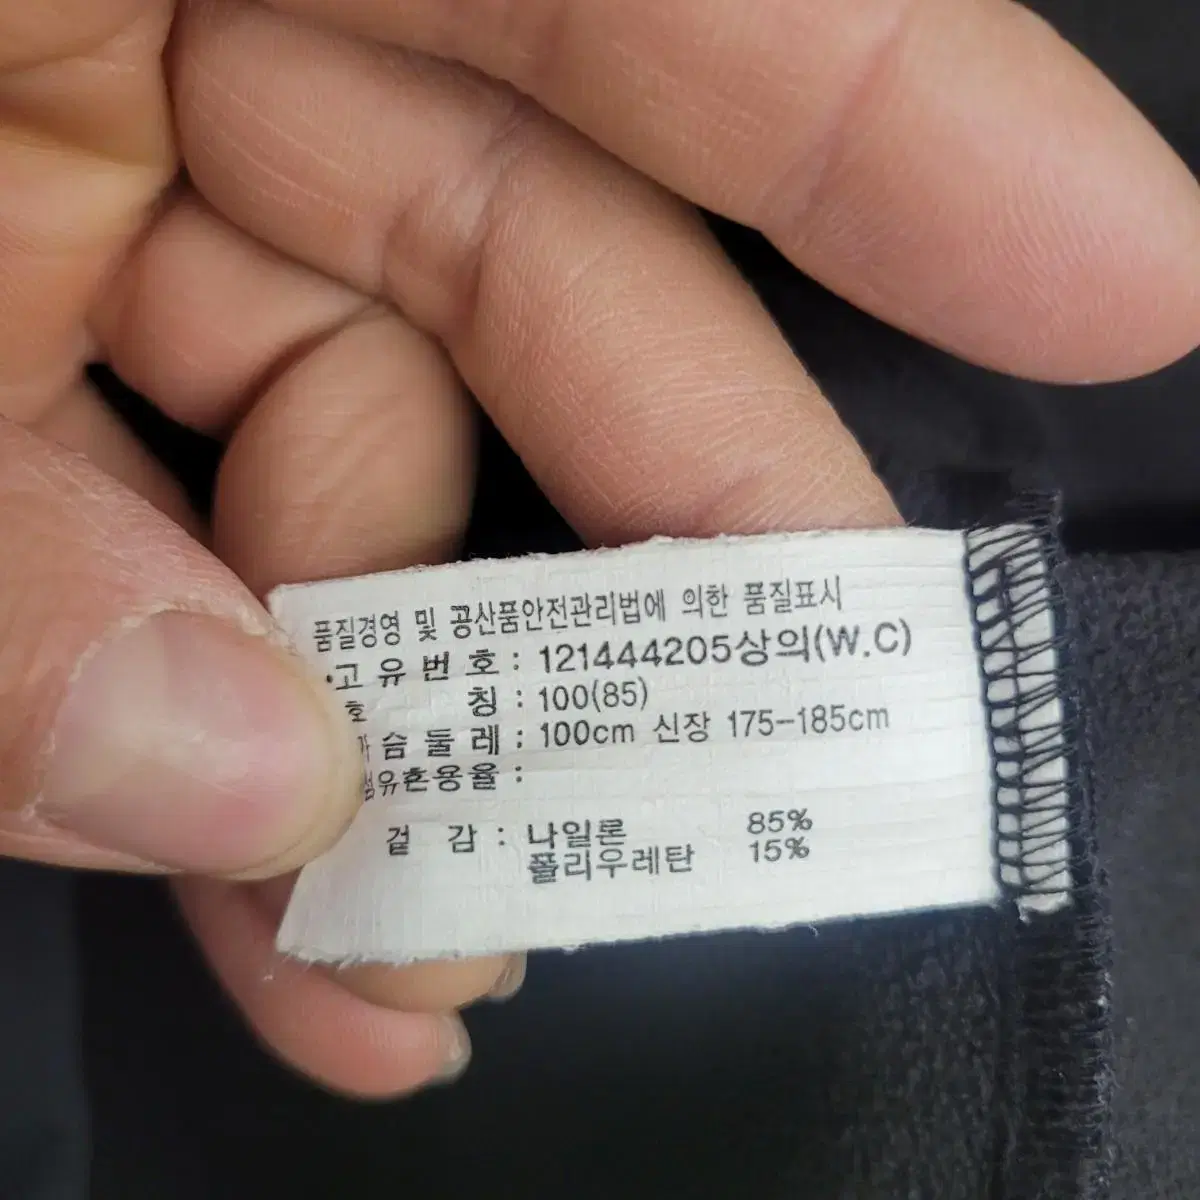 품질경영 및 공산품안전관리법에 의한 품질표시
·고유번호 : 121444205상의(W.C)
호 칭 : 100(85)
슴둘레 : 100cm 신장 175-185cm
섬유혼용율 :
겉 감 : 나일론 85%
폴리우레탄 15%